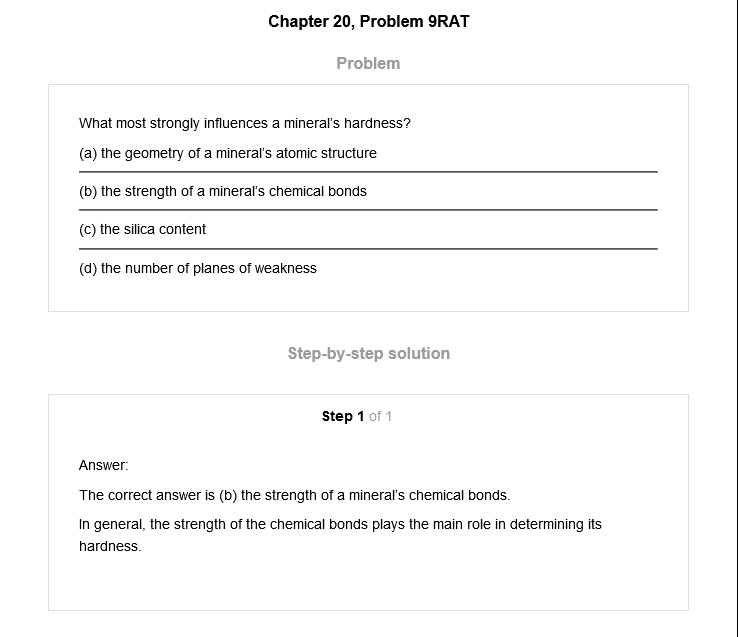 Chapter 20, Problem 9RAT
Problem
What most strongly influences a mineral's hardness?
(a) the geometry of a mineral's atomic structure
(b) the strength of a mineral's chemical bonds
(c) the silica content
(d) the number of planes of weakness
Step-by-step solution
Step 1 of 1
Answer:
The correct answer is (b) the strength of a mineral's chemical bonds.
In general, the strength of the chemical bonds plays the main role in determining its
hardness.